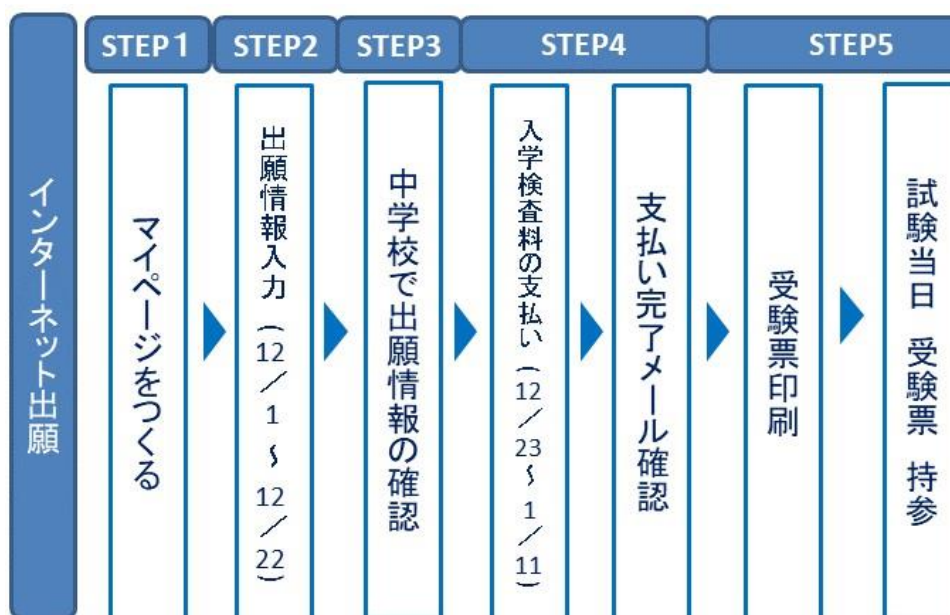 インターネット出願
STEP1
STEP2
STEP3
STEP4
STEP5
マイページをつくる
出願情報入力（12／1～12／22）
中学校で出願情報の確認
入学検査料の支払い（12／23～1／11）
支払い完了メール確認
受験票印刷
試験当日 受験票 持参